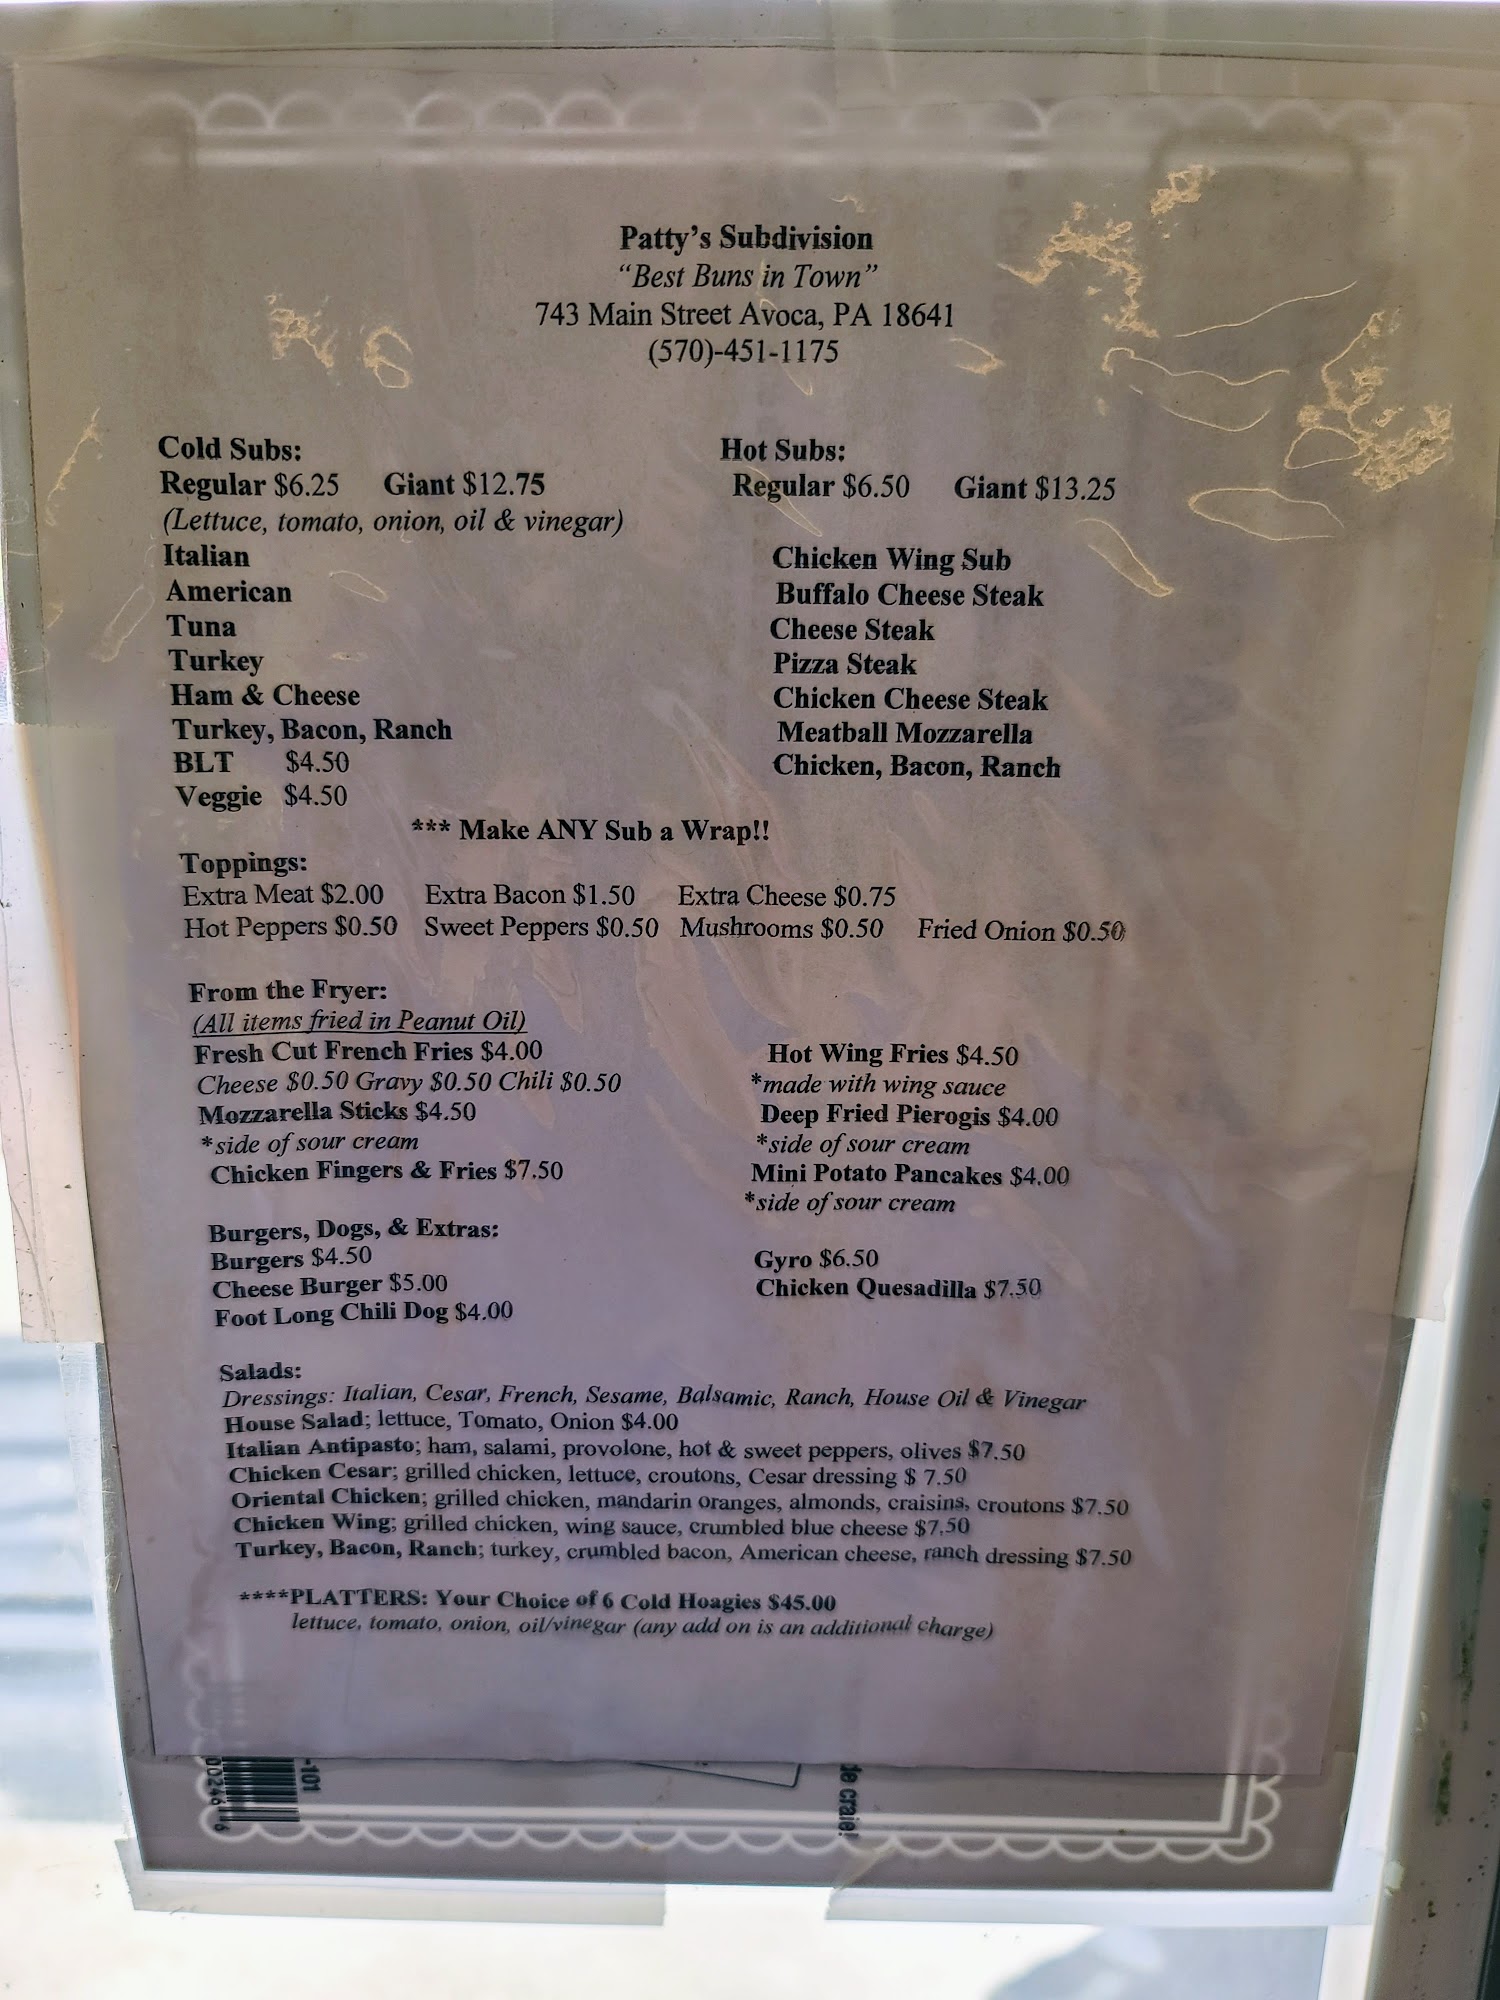 Patty's Subdivision
"Best Buns in Town"
743 Main Street Avoca, PA 18641
(570)-451-1175
Cold Subs:
Regular $6.25 Giant $12.75
(Lettuce, tomato, onion, oil & vinegar)
Italian
American
Tuna
Turkey
Ham & Cheese
Turkey, Bacon, Ranch
BLT $4.50
Veggie $4.50
Hot Subs:
Regular $6.50 Giant $13.25
Chicken Wing Sub
Buffalo Cheese Steak
Cheese Steak
Pizza Steak
Chicken Cheese Steak
Meatball Mozzarella
Chicken, Bacon, Ranch
*** Make ANY Sub a Wrap!!
Toppings:
Extra Meat $2.00 Extra Bacon $1.50 Extra Cheese $0.75
Hot Peppers $0.50 Sweet Peppers $0.50 Mushrooms $0.50 Fried Onion $0.50
From the Fryer:
(All items fried in Peanut Oil)
Fresh Cut French Fries $4.00
Cheese $0.50 Gravy $0.50 Chili $0.50
Mozzarella Sticks $4.50
*side of sour cream
Chicken Fingers & Fries $7.50
Hot Wing Fries $4.50
*made with wing sauce
Deep Fried Pierogis $4.00
*side of sour cream
Mini Potato Pancakes $4.00
*side of sour cream
Burgers, Dogs, & Extras:
Burgers $4.50
Cheese Burger $5.00
Foot Long Chili Dog $4.00
Gyro $6.50
Chicken Quesadilla $7.50
Salads:
Dressings: Italian, Cesar, French, Sesame, Balsamic, Ranch, House Oil & Vinegar
House Salad; lettuce, Tomato, Onion $4.00
Italian Antipasto; ham, salami, provolone, hot & sweet peppers, olives $7.50
Chicken Cesar; grilled chicken, lettuce, croutons, Cesar dressing $ 7.50
Oriental Chicken; grilled chicken, mandarin oranges, almonds, craisins, croutons $7.50
Chicken Wing; grilled chicken, wing sauce, crumbled blue cheese $7.50
Turkey, Bacon, Ranch; turkey, crumbled bacon, American cheese, ranch dressing $7.50
****PLATTERS: Your Choice of 6 Cold Hoagies $45.00
lettuce, tomato, onion, oil/vinegar (any add on is an additional charge)
-101
de craie!